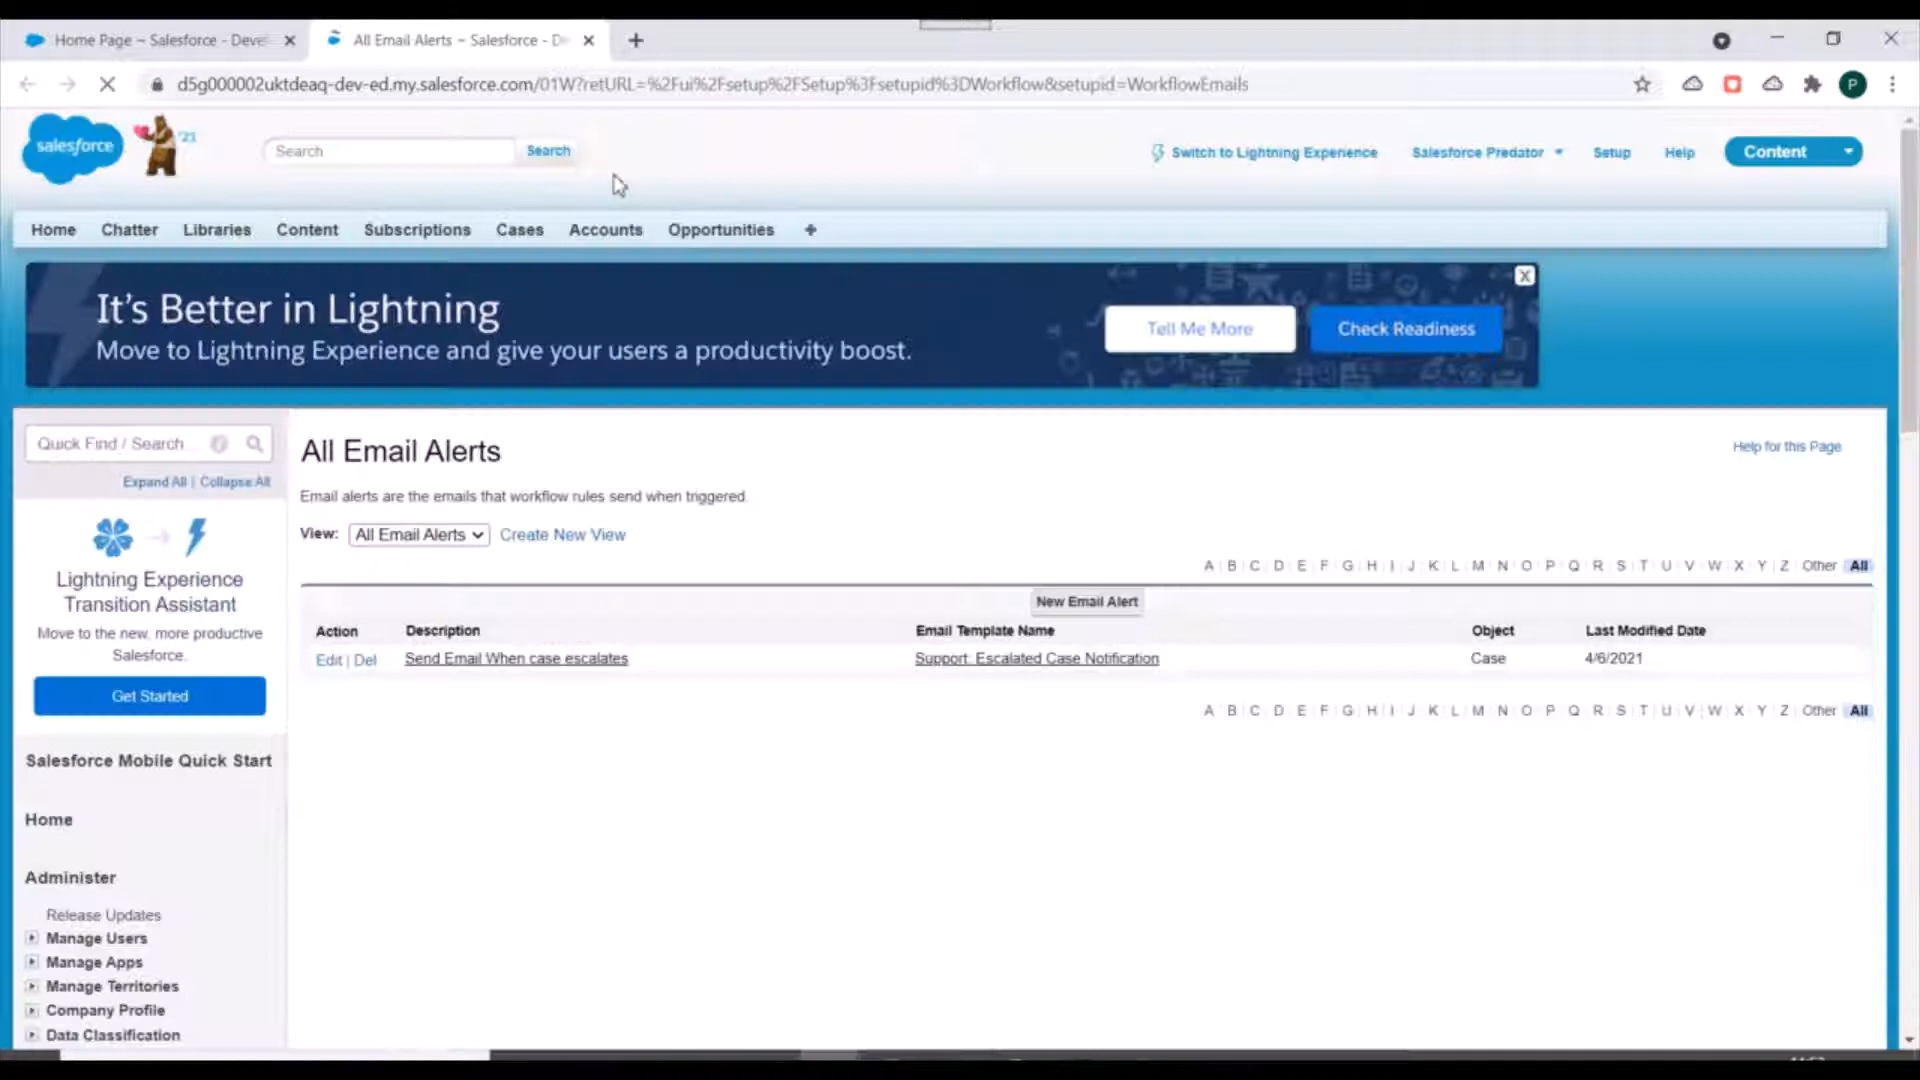 Home Page ~ Salesforce - Deve
All Email Alerts ~ Salesforce - D
d5g000002uktdeaq-dev-ed.my.salesforce.com/01W?retURL=%2Fui%2Fsetup%2FSetup%3Fsetupid%3DWorkflow&setupid=WorkflowEmails
P
salesforce
'21
Search
Search
Switch to Lightning Experience
Salesforce Predator
Setup
Help
Content
Home Chatter Libraries Content Subscriptions Cases Accounts Opportunities +
It's Better in Lightning
Move to Lightning Experience and give your users a productivity boost.
Tell Me More
Check Readiness
X
Quick Find / Search
Expand All | Collapse All
Lightning Experience
Transition Assistant
Move to the new, more productive
Salesforce.
Get Started
Salesforce Mobile Quick Start
Home
Administer
Release Updates
Manage Users
Manage Apps
Manage Territories
Company Profile
Data Classification
All Email Alerts
Help for this Page
Email alerts are the emails that workflow rules send when triggered.
View: All Email Alerts Create New View
A | B | C | D | E | F | G | H | I | J | K | L | M | N | O | P | Q | R | S | T | U | V | W | X | Y | Z | Other All
New Email Alert
Action Description Email Template Name Object Last Modified Date
Edit | Del Send Email When case escalates Support: Escalated Case Notification Case 4/6/2021
A | B | C | D | E | F | G | H | I | J | K | L | M | N | O | P | Q | R | S | T | U | V | W | X | Y | Z | Other All